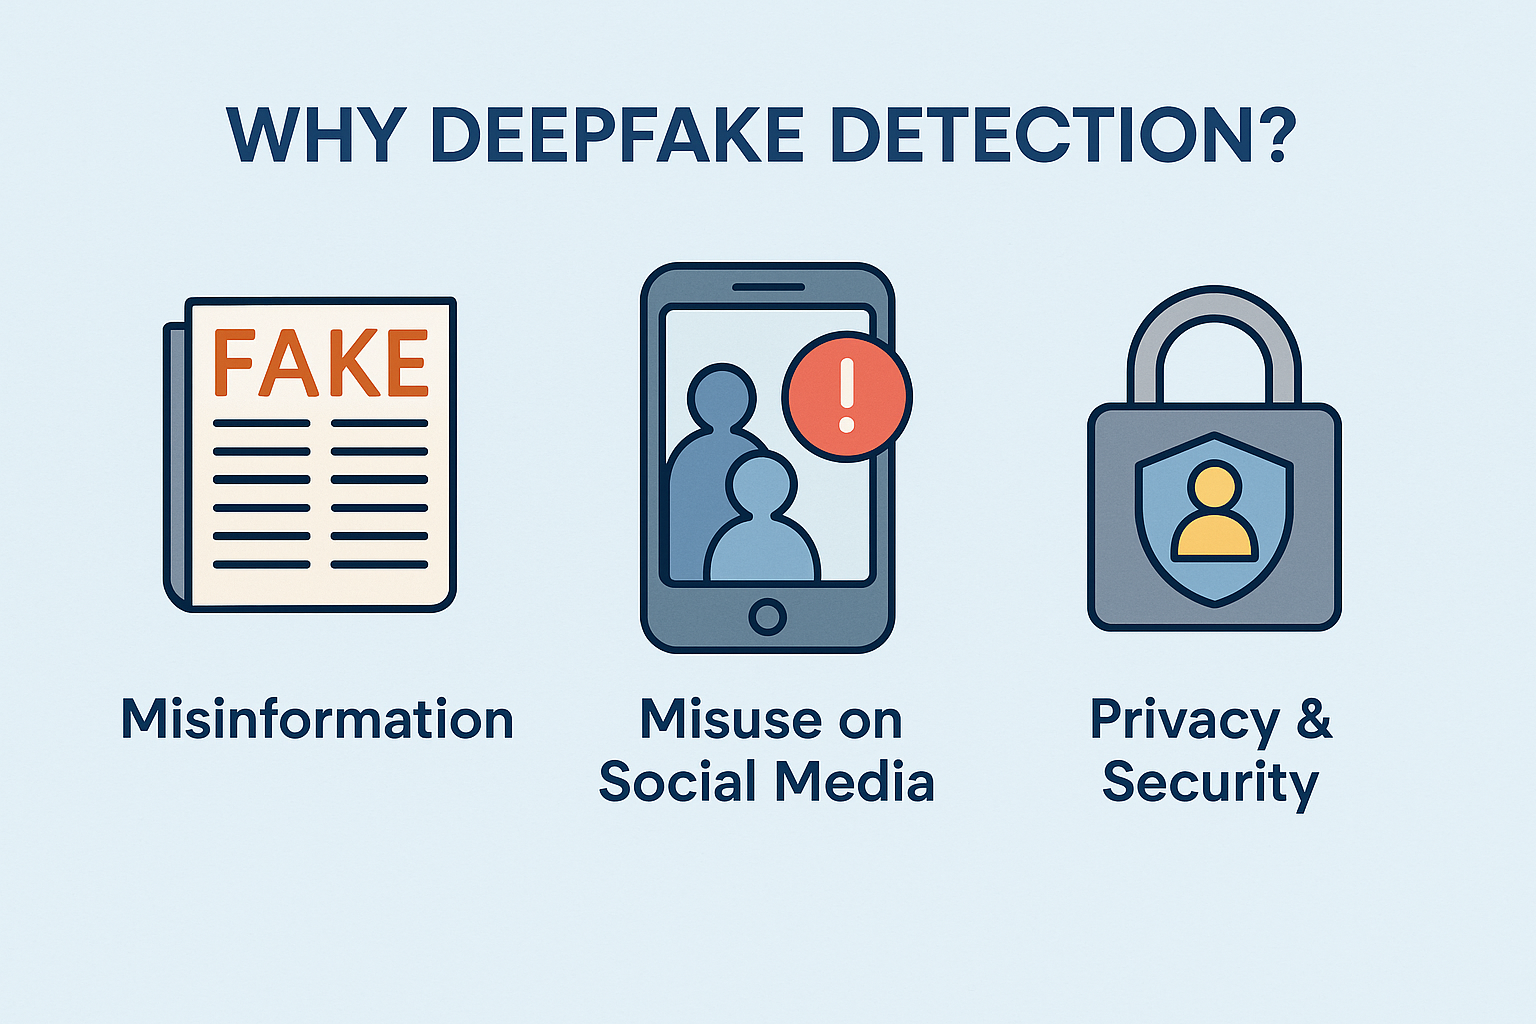 WHY DEEPFAKE DETECTION?
FAKE
Misinformation
Misuse on
Social Media
Privacy &
Security